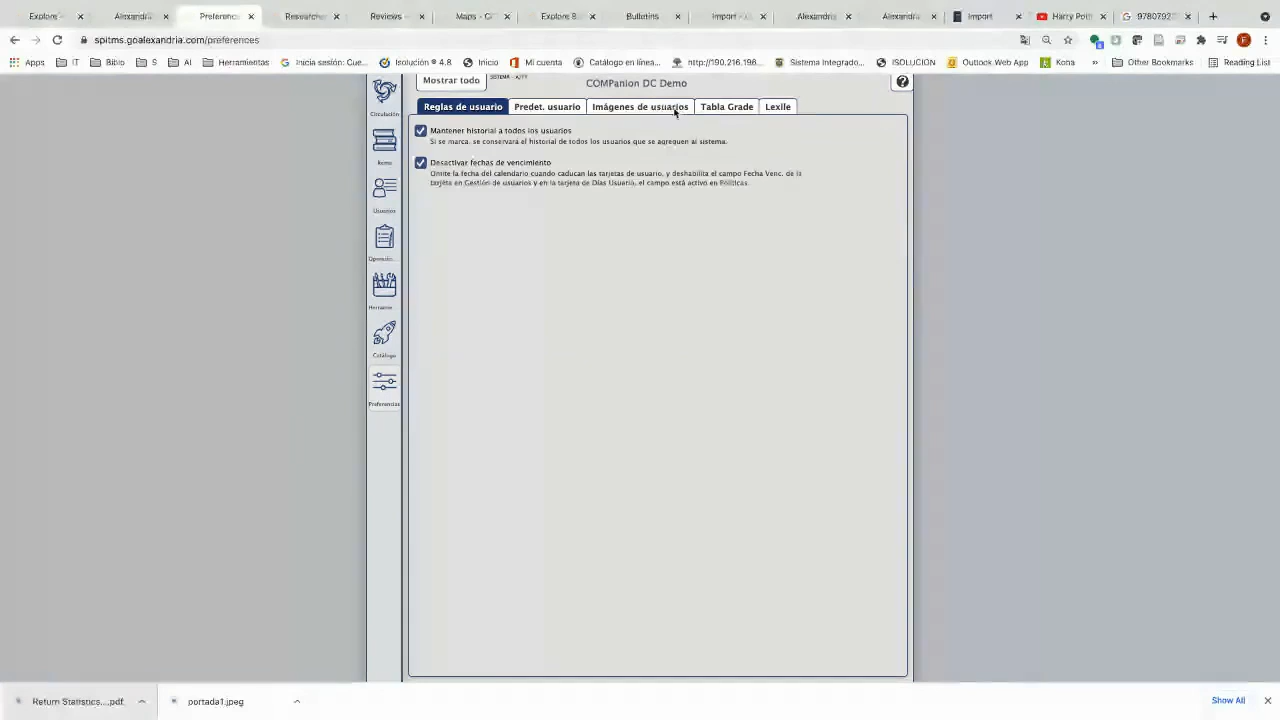 Explore
Alexandria
Preferenc
Researche
Reviews
Maps - G
Explore B
Bulletins
Import
Alexandria
Alexandria
Import
Harry Pott
9780792
spitms.goalexandria.com/preferences
Apps
IT
Biblio
S
AI
Herramientas
Inicia sesión: Cue...
Isolución ® 4.8
Inicio
Mi cuenta
Catálogo en línea...
http://190.216.196...
Sistema Integrado...
ISOLUCION
Outlook Web App
Kona
»
Other Bookmarks
Reading List
Mostrar todo
COMPanion DC Demo
?
Reglas de usuario
Predet. usuario
Imágenes de usuarios
Tabla Grade
Lexile
Mantener historial a todos los usuarios
Si se marca, se conservará el historial de todos los usuarios que se agreguen al sistema.
Desactivar fechas de vencimiento
Omite la fecha del calendario cuando caducan las tarjetas de usuario, y deshabilita el campo Fecha Venc. de la
tarjeta en Gestión de usuarios y en la tarjeta de Días Usuario, el campo está activo en Políticas.
Circulación
Items
Usuarios
Operacio...
Herramie...
Catálogo
Preferencias
Return Statistics....pdf
portada1.jpeg
Show All